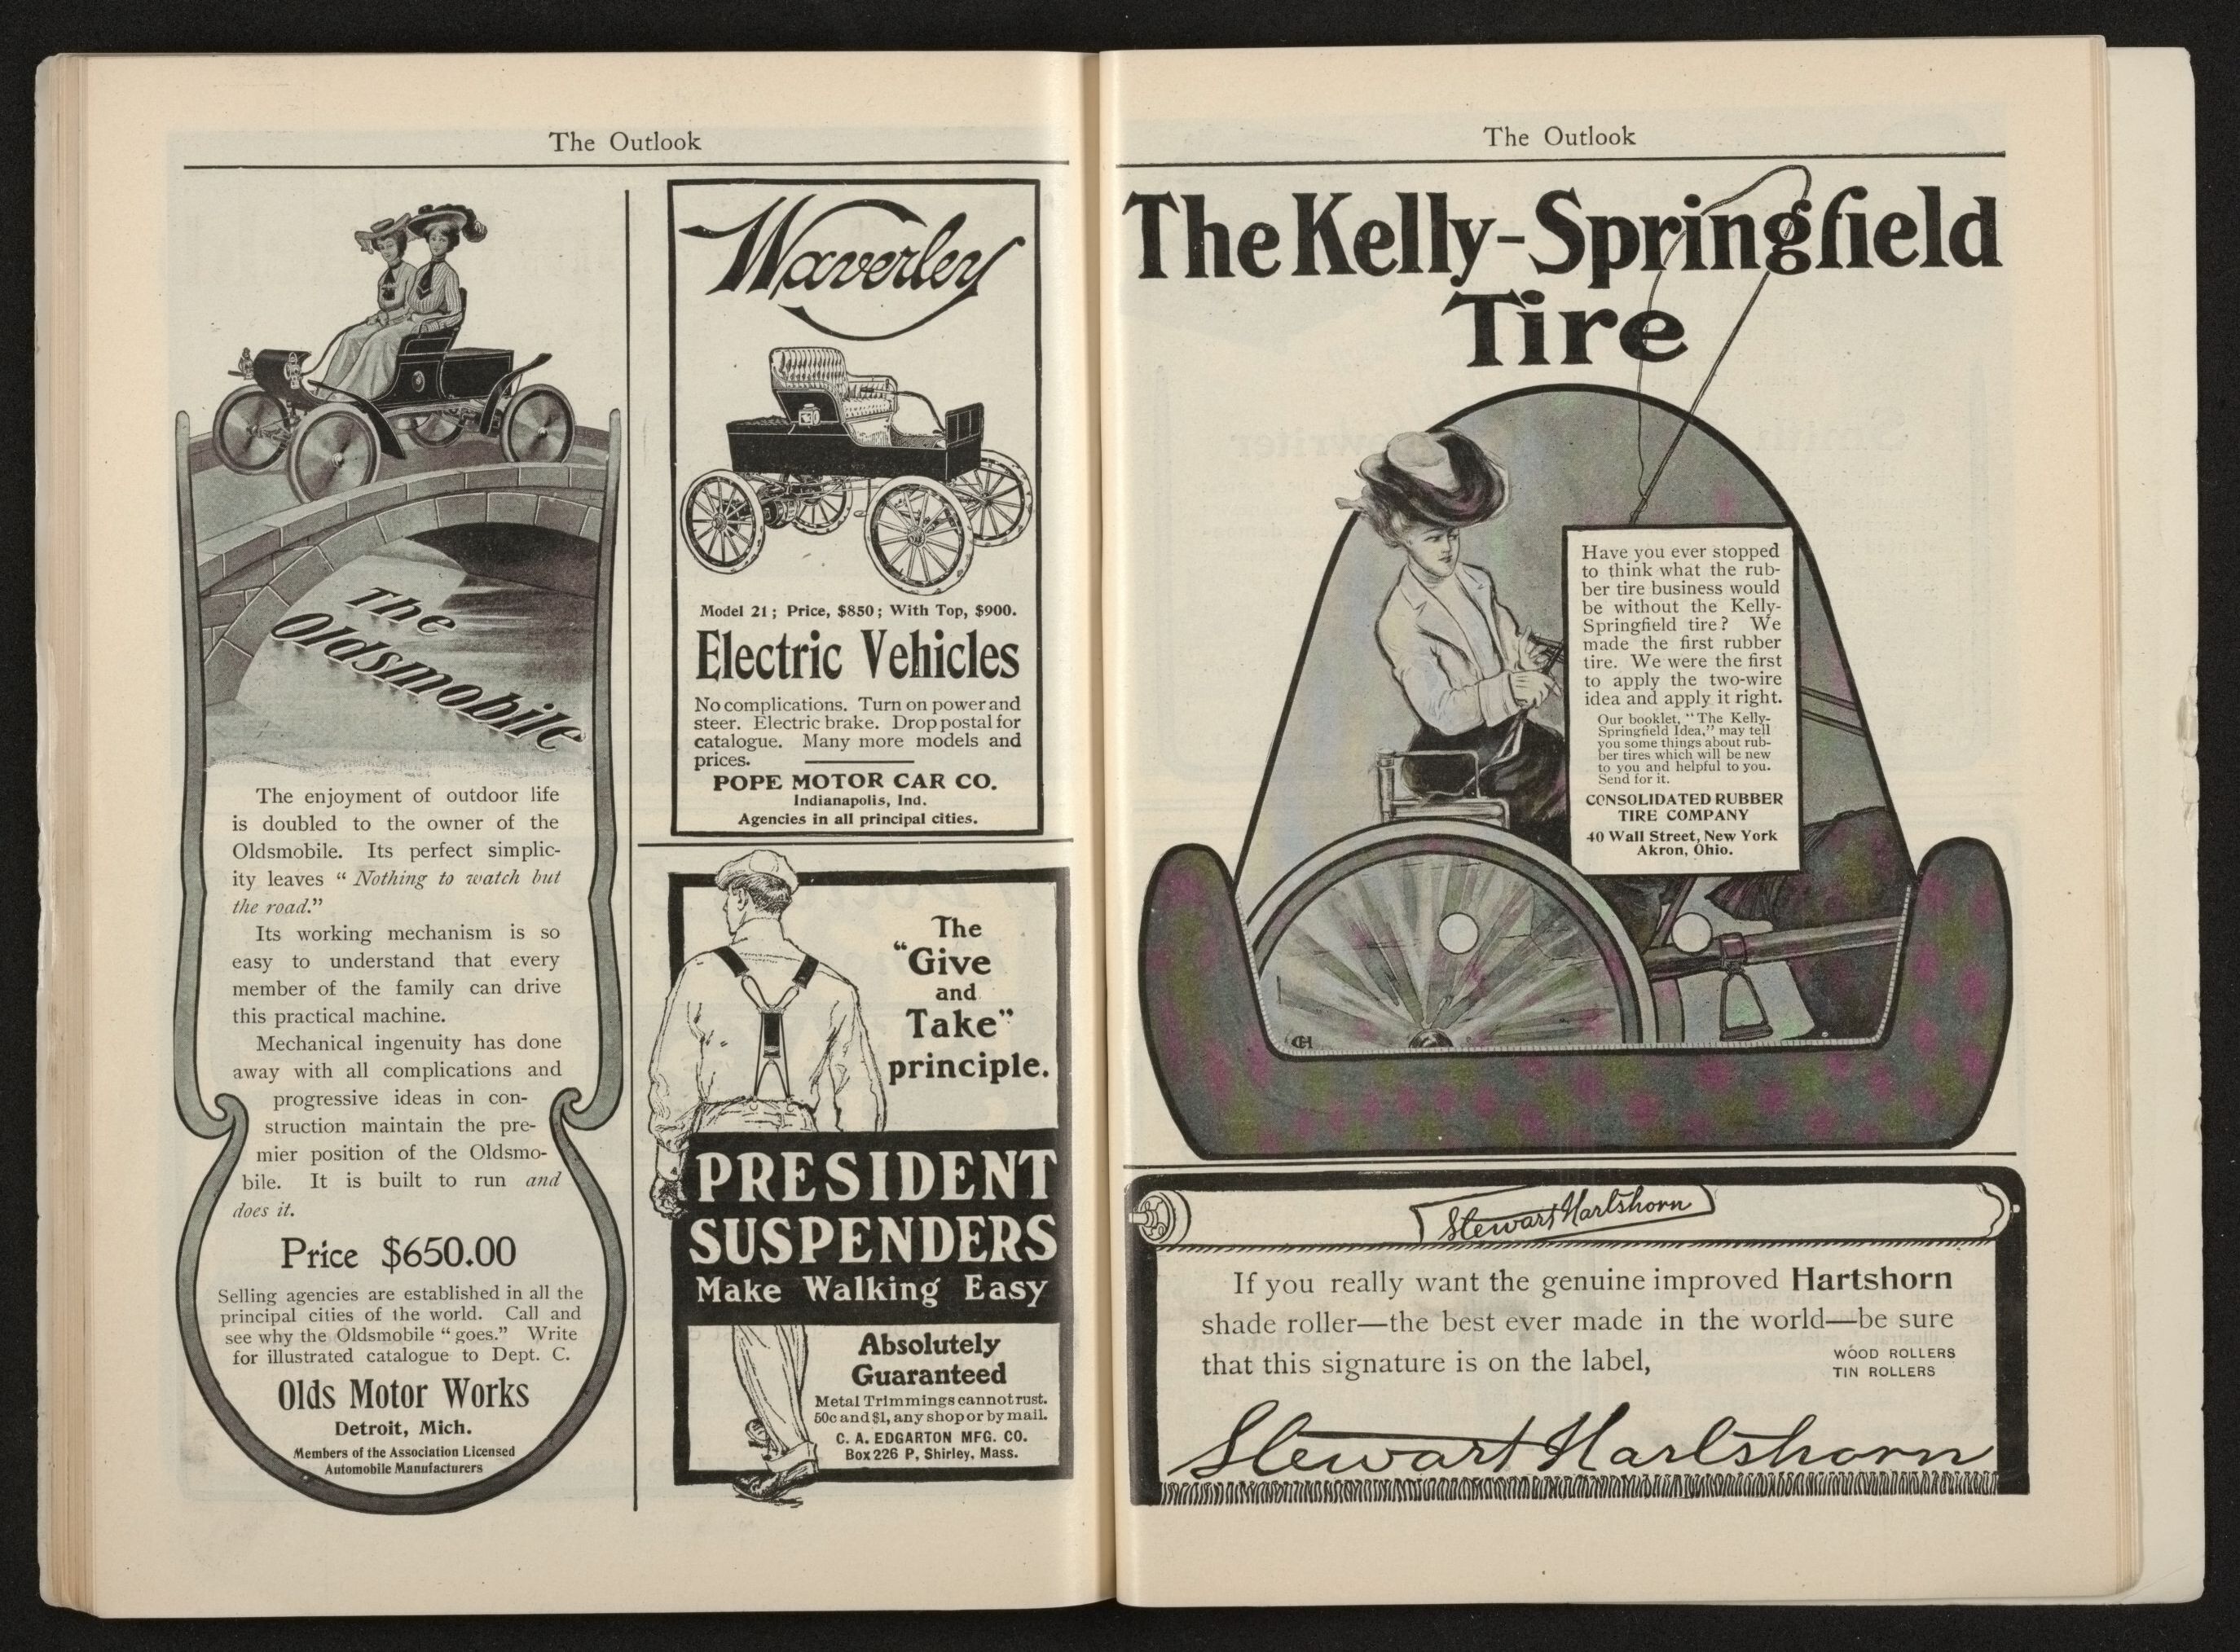 The Outlook
The
Oldsmobile
The enjoyment of outdoor life
is doubled to the owner of the
Oldsmobile. Its perfect simplic-
ity leaves “Nothing to watch but
the road.”
Its working mechanism is so
easy to understand that every
member of the family can drive
this practical machine.
Mechanical ingenuity has done
away with all complications and
progressive ideas in con-
struction maintain the pre-
mier position of the Oldsmo-
bile. It is built to run and
does it.
Price $650.00
Selling agencies are established in all the
principal cities of the world. Call and
see why the Oldsmobile “goes.” Write
for illustrated catalogue to Dept. C.
Olds Motor Works
Detroit, Mich.
Members of the Association Licensed
Automobile Manufacturers
Waverley
Model 21; Price, $850; With Top, $900.
Electric Vehicles
No complications. Turn on power and
steer. Electric brake. Drop postal for
catalogue. Many more models and
prices.
POPE MOTOR CAR CO.
Indianapolis, Ind.
Agencies in all principal cities.
The
“Give
and
Take”
principle.
PRESIDENT
SUSPENDERS
Make Walking Easy
Absolutely
Guaranteed
Metal Trimmings cannot rust.
50c and $1, any shop or by mail.
C. A. EDGARTON MFG. CO.
Box 226 P, Shirley, Mass.
The Outlook
The Kelly-Springfield
Tire
Have you ever stopped
to think what the rub-
ber tire business would
be without the Kelly-
Springfield tire? We
made the first rubber
tire. We were the first
to apply the two-wire
idea and apply it right.
Our booklet, “The Kelly-
Springfield Idea,” may tell
you some things about rub-
ber tires which will be new
to you and helpful to you.
Send for it.
CONSOLIDATED RUBBER
TIRE COMPANY
40 Wall Street, New York
Akron, Ohio.
Stewart Hartshorn
If you really want the genuine improved Hartshorn
shade roller—the best ever made in the world—be sure
that this signature is on the label,
WOOD ROLLERS
TIN ROLLERS
Stewart Hartshorn